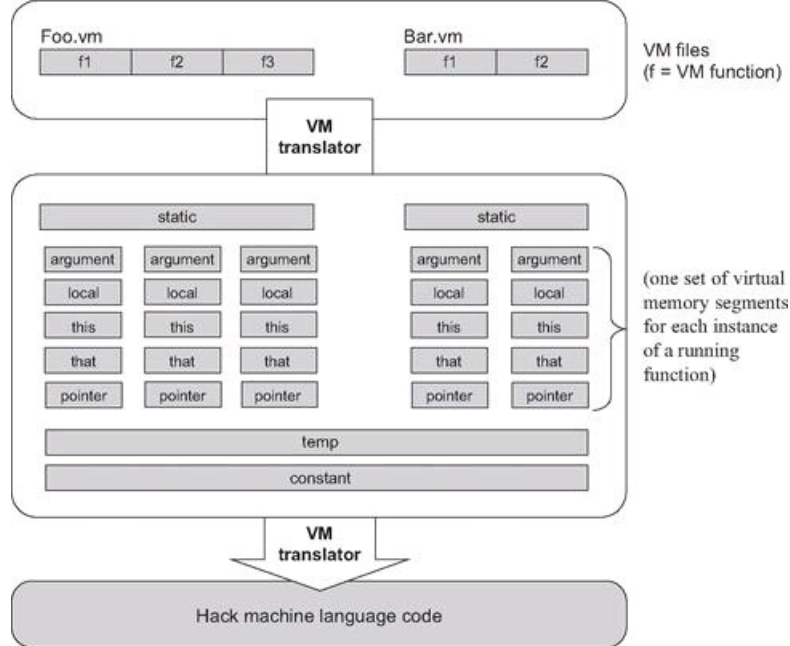 Foo.vm
f1 f2 f3
Bar.vm
f1 f2
VM files
(f = VM function)
VM
translator
static static
argument argument argument argument argument
local local local local local
this this this this this
that that that that that
pointer pointer pointer pointer pointer
(one set of virtual
memory segments
for each instance
of a running
function)
temp
constant
VM
translator
Hack machine language code